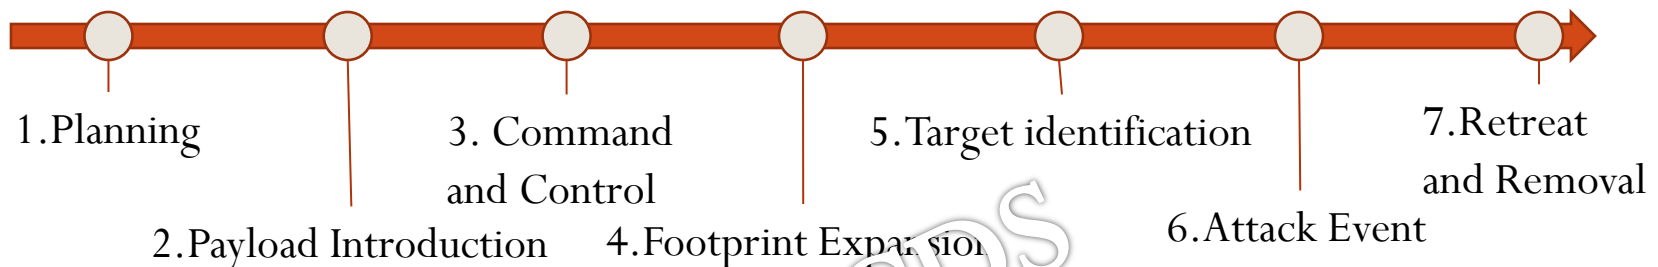 1.Planning
2.Payload Introduction
3. Command
and Control
4.Footprint Expansion
5.Target identification
6.Attack Event
7.Retreat
and Removal